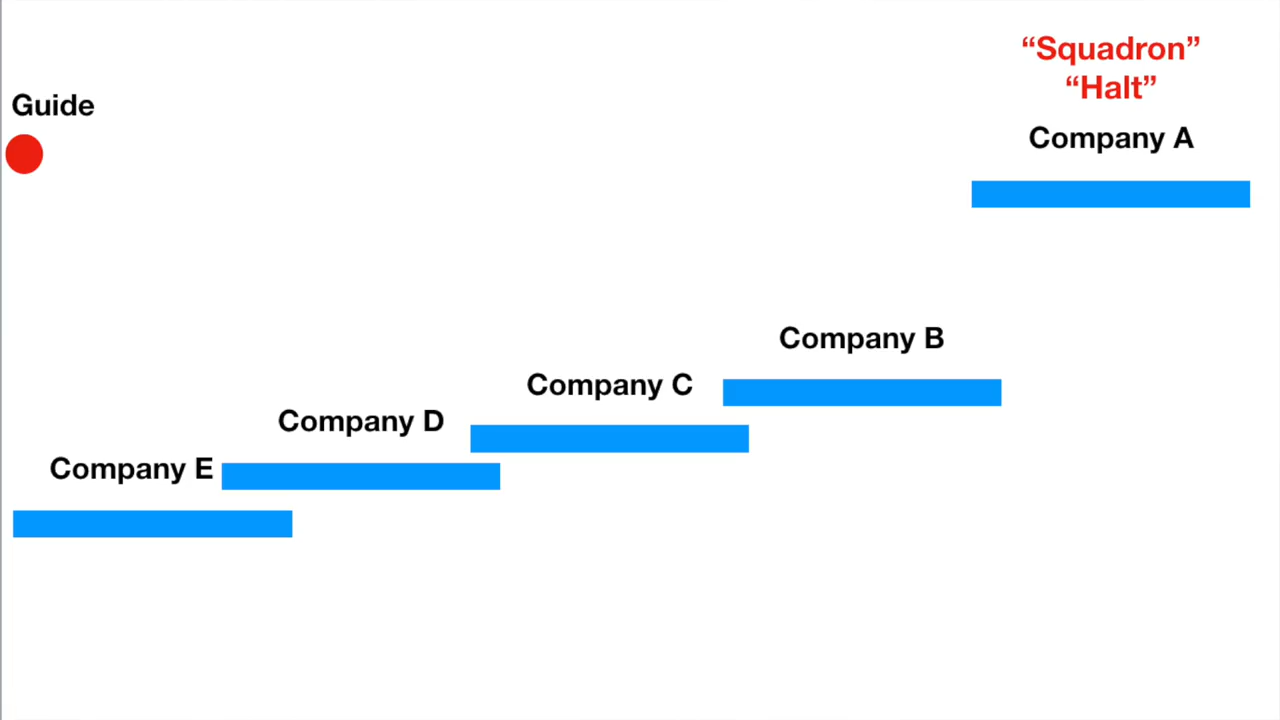 “Squadron”
“Halt”
Guide
Company A
Company B
Company C
Company D
Company E